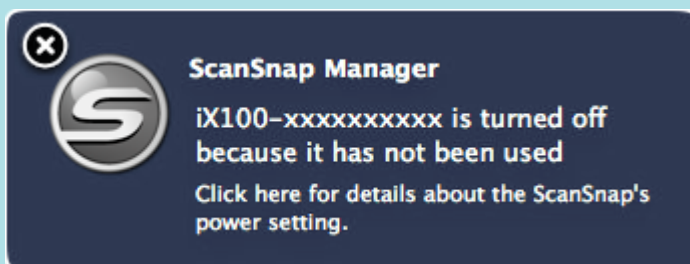 ScanSnap Manager
iX100-xxxxxxxxxx is turned off
because it has not been used
Click here for details about the ScanSnap's
power setting.